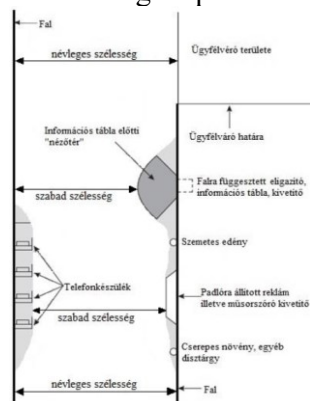 Fal
névleges szélesség
Ügyfélváró területe
Információs tábla előtti
"nézőtér"
Ügyfélváró határa
Falra függesztett eligazító,
információs tábla, kivetítő
szabad szélesség
Szemetes edény
Telefonkészülék
Padlóra állított reklám
illetve műsorszóró kivetítő
szabad szélesség
Cserepes növény, egyéb
dísztárgy
névleges szélesség
Fal